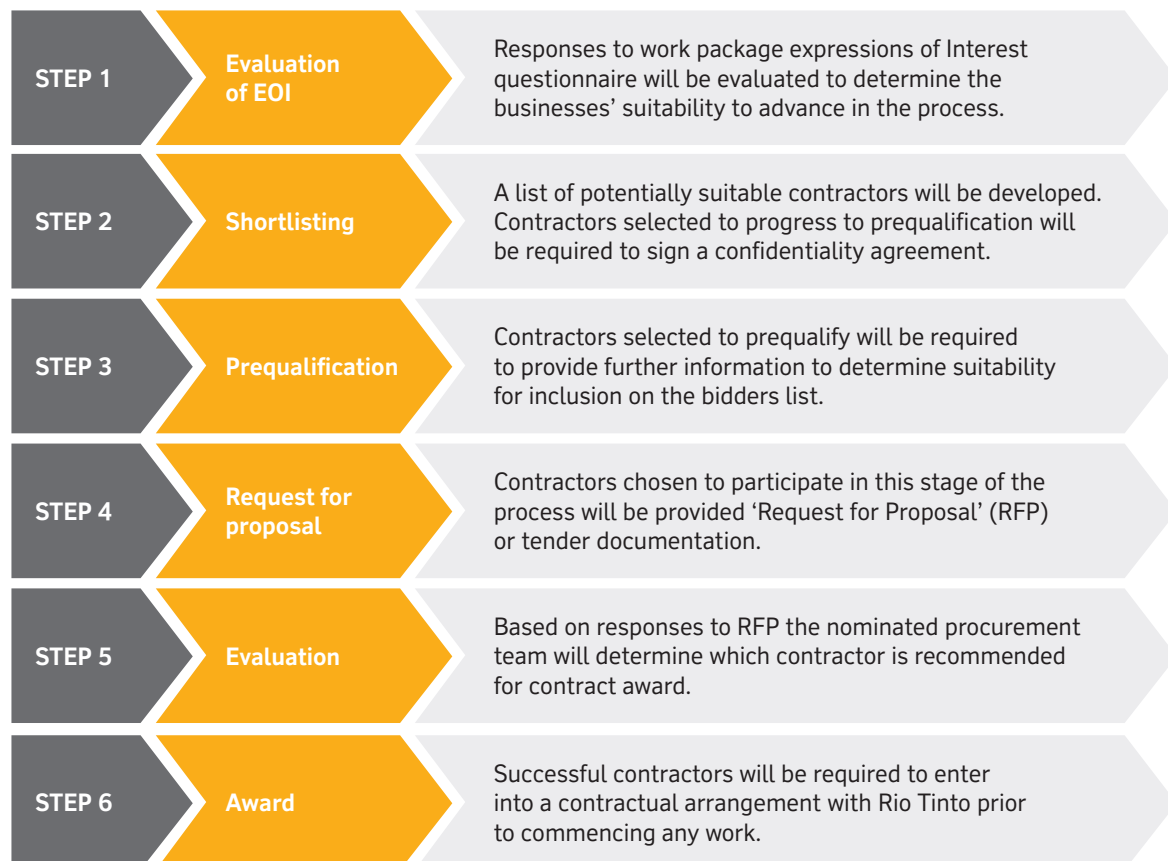 STEP 1
Evaluation
of EOI
Responses to work package expressions of Interest
questionnaire will be evaluated to determine the
businesses’ suitability to advance in the process.
STEP 2
Shortlisting
A list of potentially suitable contractors will be developed.
Contractors selected to progress to prequalification will
be required to sign a confidentiality agreement.
STEP 3
Prequalification
Contractors selected to prequalify will be required
to provide further information to determine suitability
for inclusion on the bidders list.
STEP 4
Request for
proposal
Contractors chosen to participate in this stage of the
process will be provided ‘Request for Proposal’ (RFP)
or tender documentation.
STEP 5
Evaluation
Based on responses to RFP the nominated procurement
team will determine which contractor is recommended
for contract award.
STEP 6
Award
Successful contractors will be required to enter
into a contractual arrangement with Rio Tinto prior
to commencing any work.